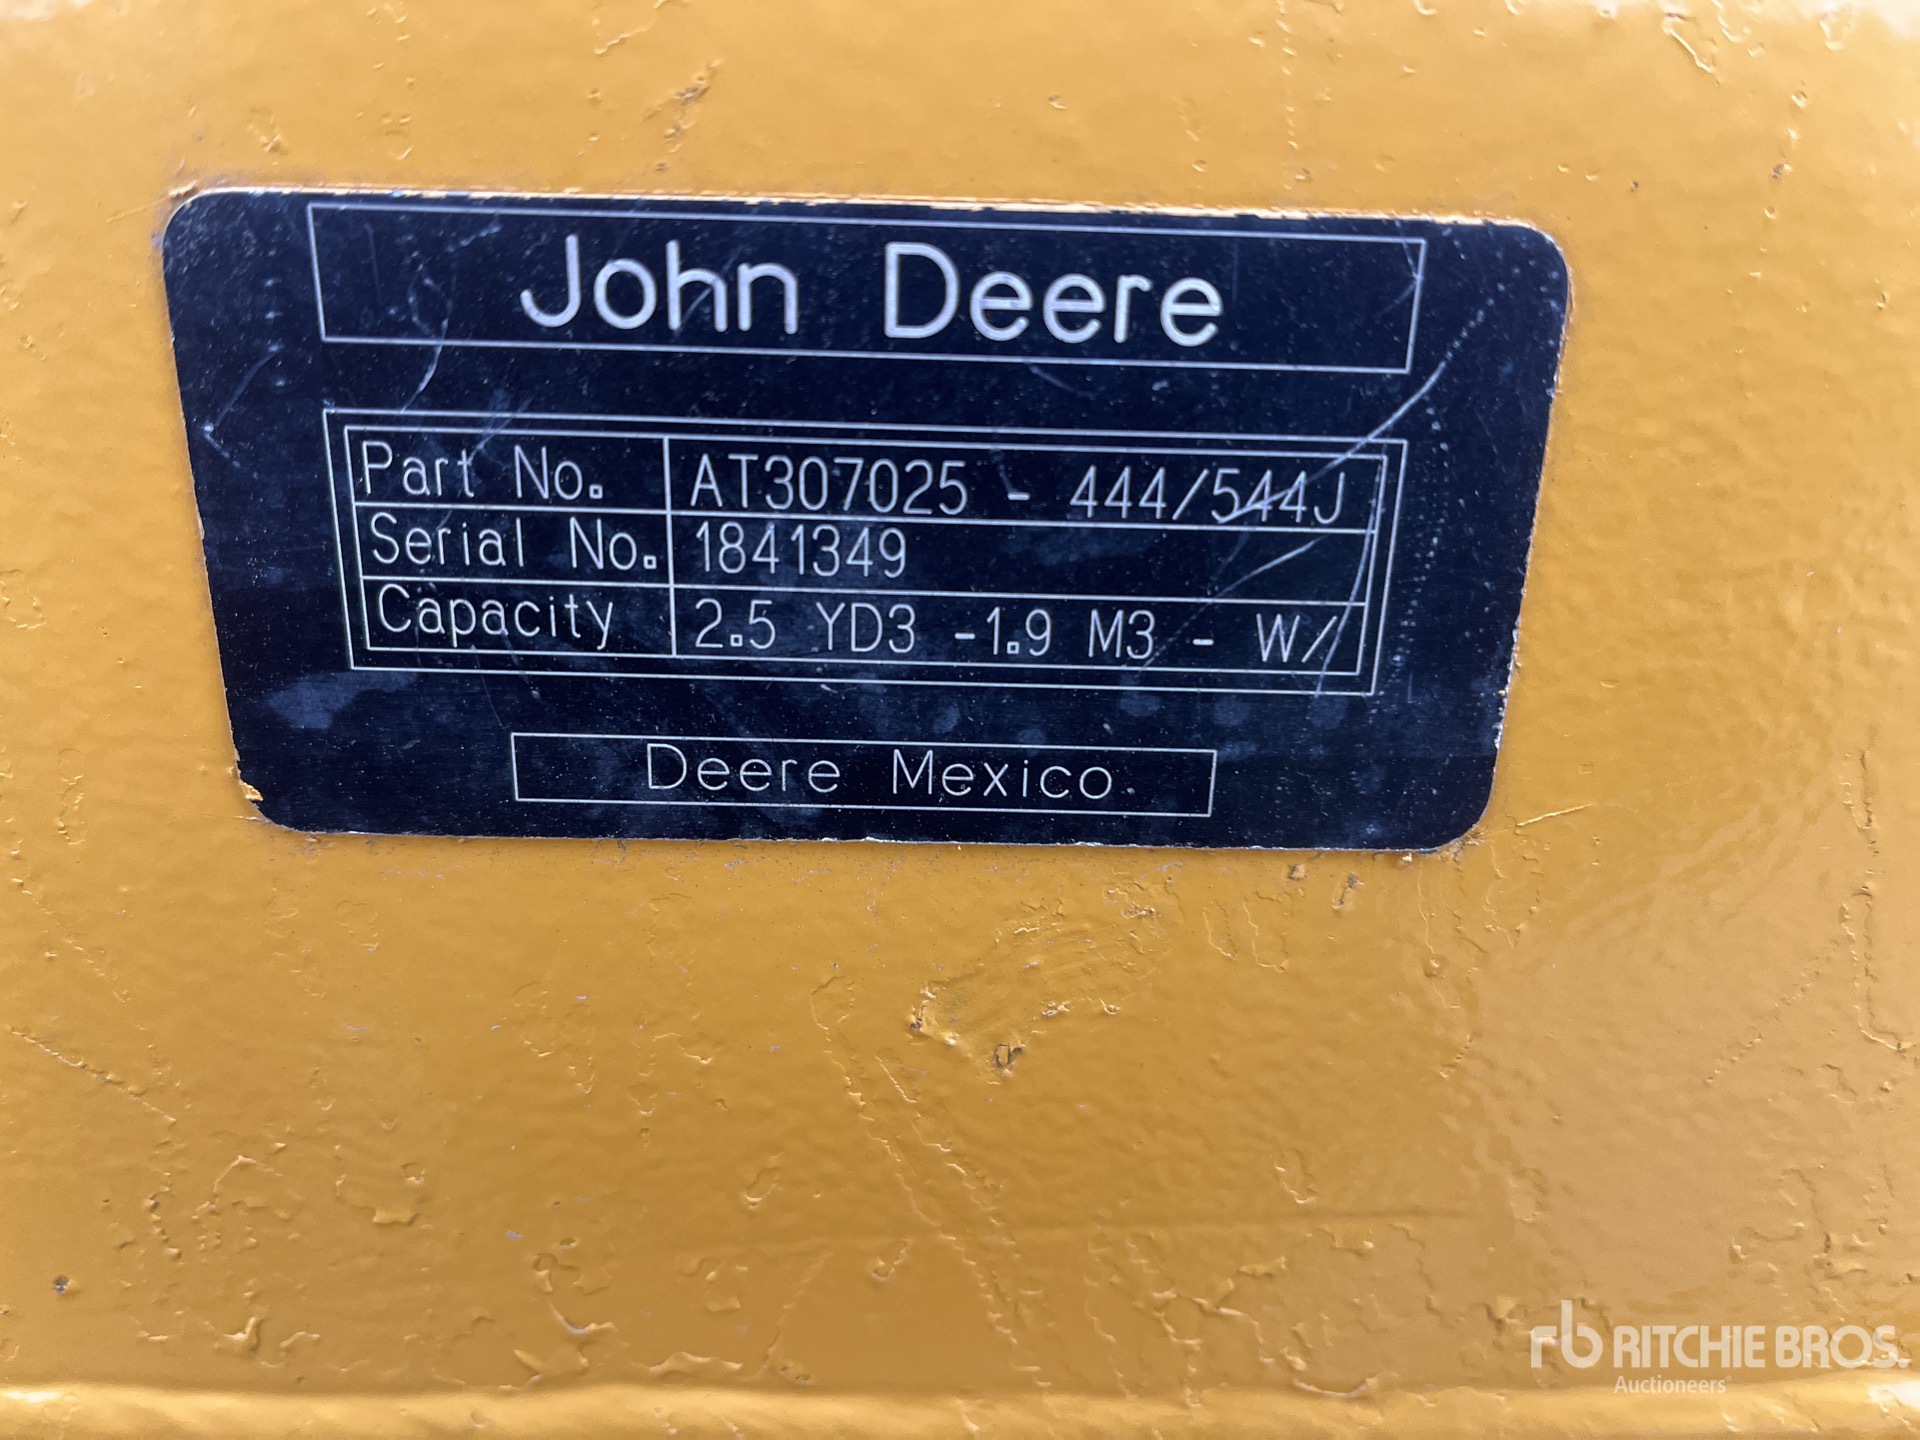 John Deere
Part No. AT307025 - 444/544J
Serial No. 1841349
Capacity 2.5 YD3 -1.9 M3 - W/
Deere Mexico
rb RITCHIE BROS.
Auctioneers